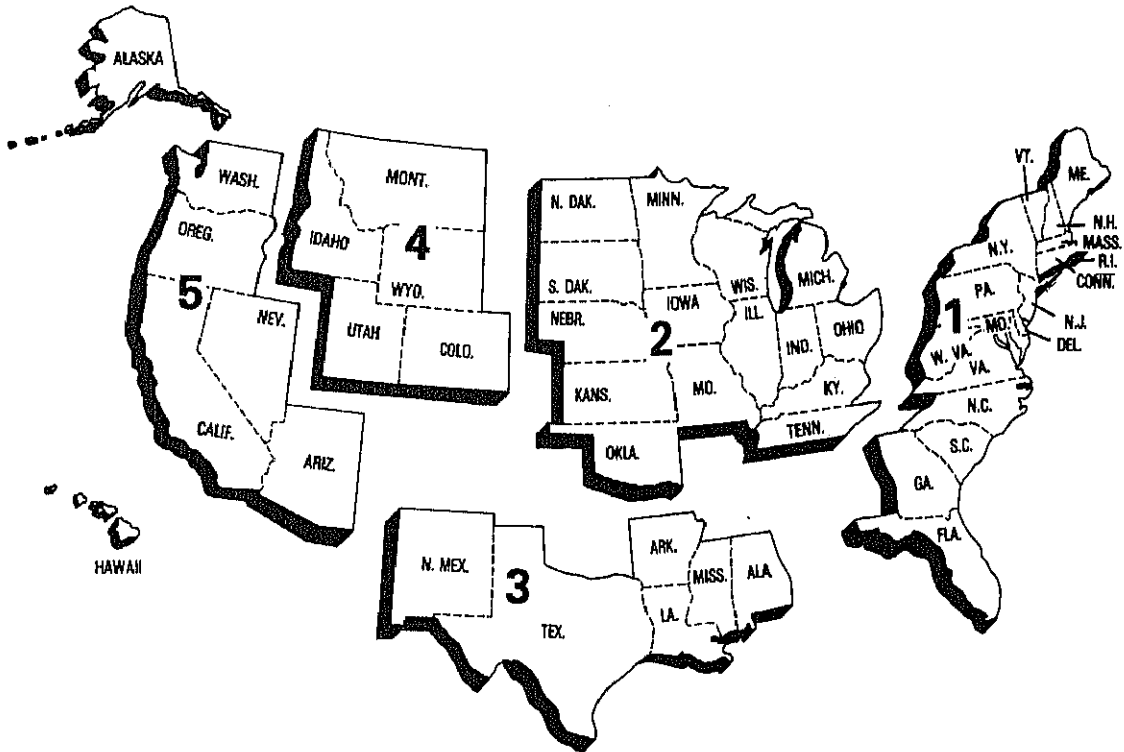 ALASKA
WASH.
OREG.
5
NEV.
CALIF.
ARIZ.
HAWAII
MONT.
IDAHO
4
WYO.
UTAH
COLO.
N. DAK.
MINN.
S. DAK.
WIS.
MICH.
NEBR.
IOWA
2
ILL.
IND.
OHIO
KANS.
MO.
KY.
TENN.
OKLA.
N. MEX.
3
TEX.
ARK.
LA.
MISS.
ALA
VT.
ME.
N.H.
MASS.
R.I.
CONN.
N.Y.
PA.
1
MD.
N.J.
DEL.
W. VA.
VA.
N.C.
S.C.
GA.
FLA.